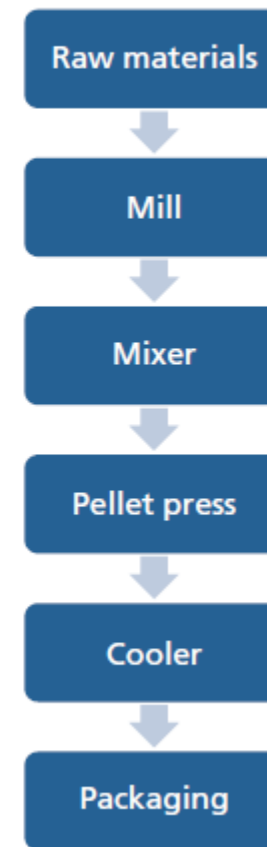 Raw materials
Mill
Mixer
Pellet press
Cooler
Packaging